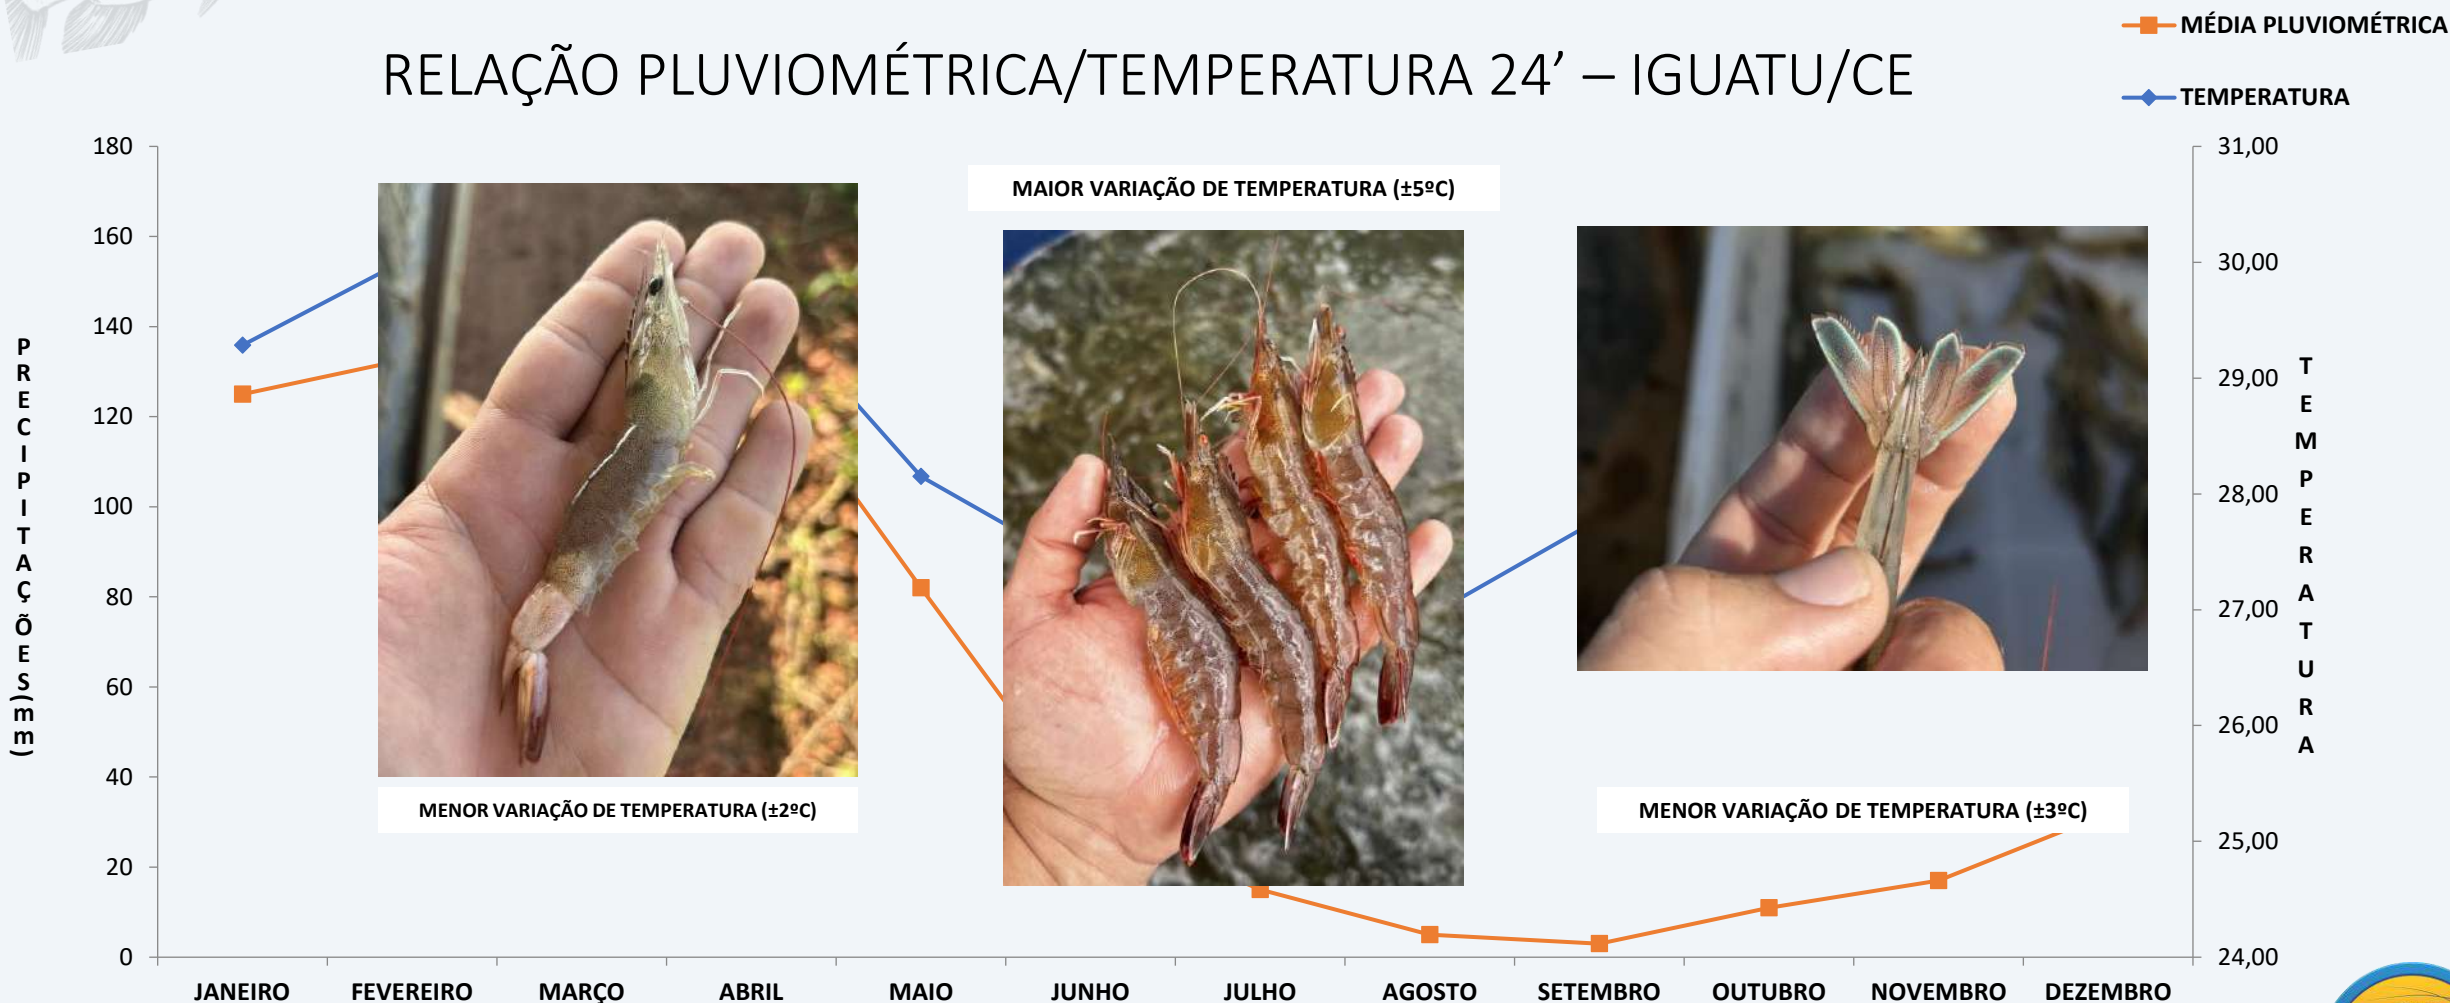 MÉDIA PLUVIOMÉTRICA
RELAÇÃO PLUVIOMÉTRICA/TEMPERATURA 24’ – IGUATU/CE
TEMPERATURA
180
160
140
120
100
80
60
40
20
0
PRECIPITAÇÕES(mm)
MAIOR VARIAÇÃO DE TEMPERATURA (±5ºC)
MENOR VARIAÇÃO DE TEMPERATURA (±2ºC)
MENOR VARIAÇÃO DE TEMPERATURA (±3ºC)
31,00
30,00
29,00
28,00
27,00
26,00
25,00
24,00
TEMPERATURA
JANEIRO FEVEREIRO MARÇO ABRIL MAIO JUNHO JULHO AGOSTO SETEMBRO OUTUBRO NOVEMBRO DEZEMBRO